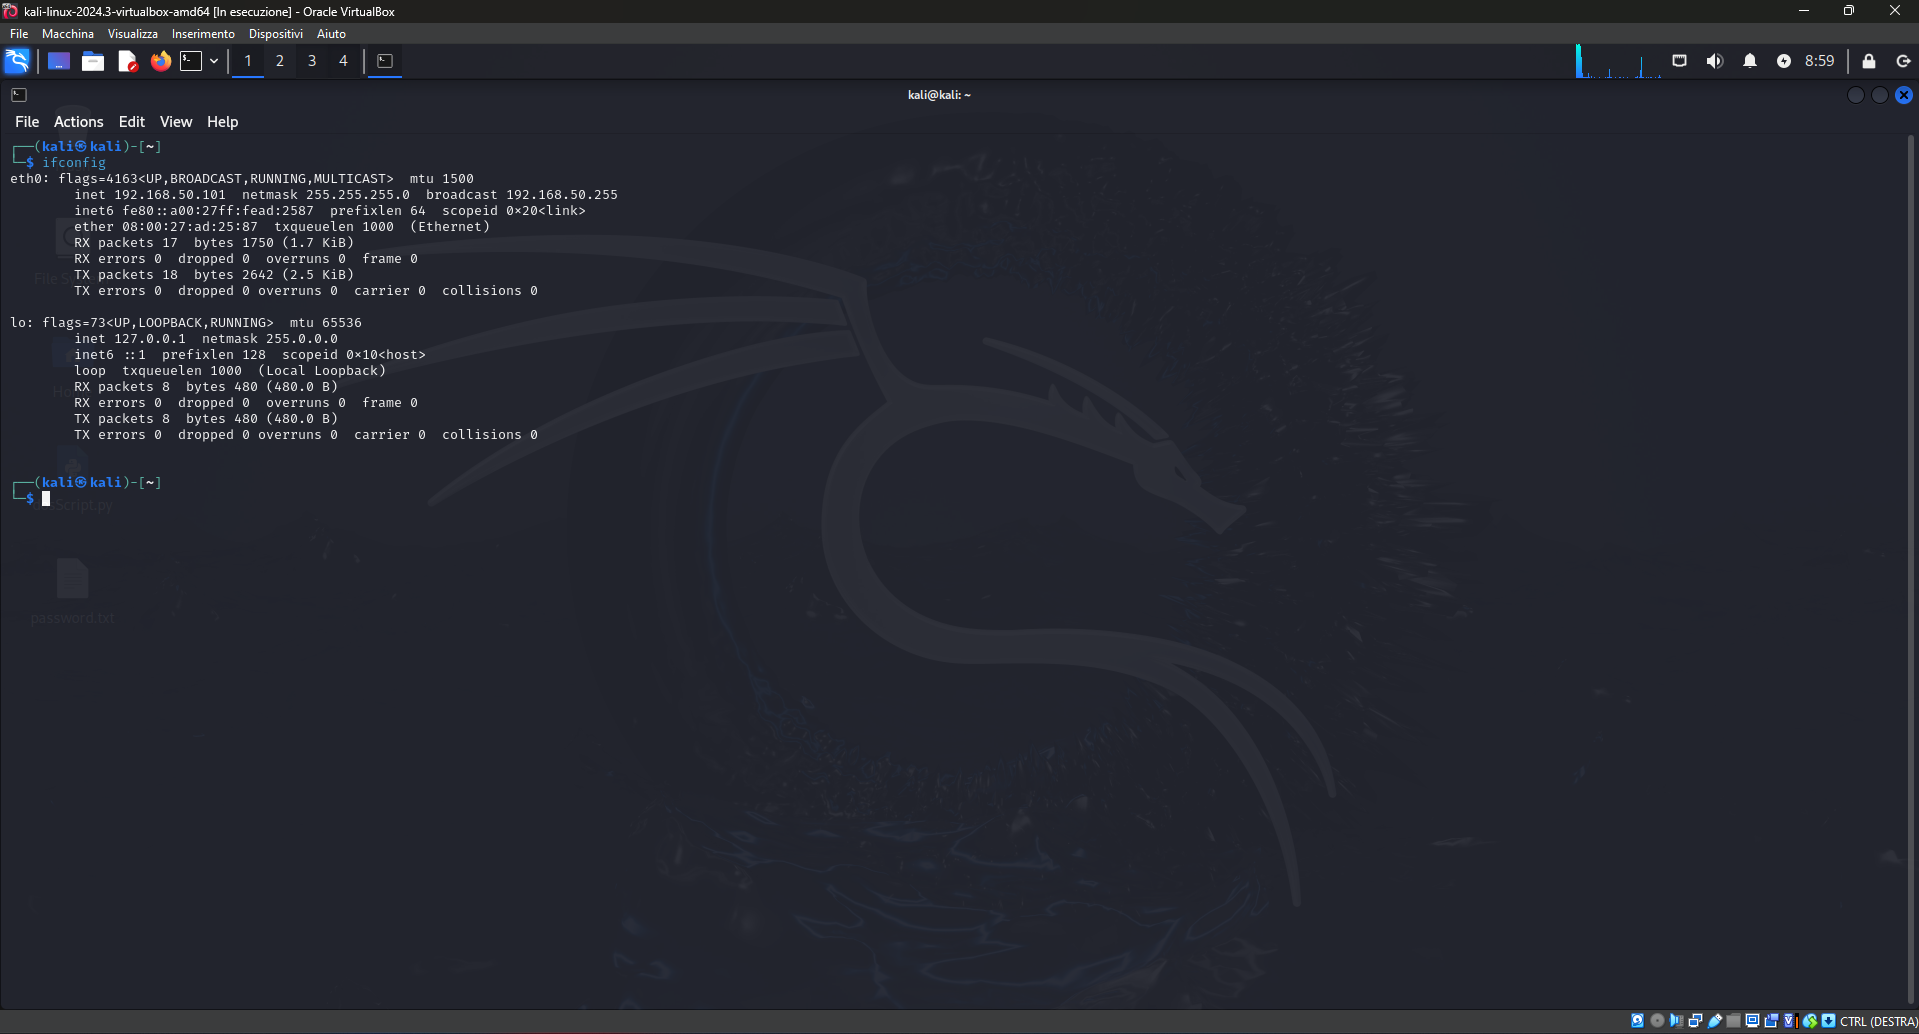 kali-linux-2024.3-virtualbox-amd64 [In esecuzione] - Oracle VirtualBox
File Macchina Visualizza Inserimento Dispositivi Aiuto
1 2 3 4
8:59
kali@kali: ~
File Actions Edit View Help
┌──(kali㉿kali)-[~]
└─$ ifconfig
eth0: flags=4163<UP,BROADCAST,RUNNING,MULTICAST>  mtu 1500
        inet 192.168.50.101  netmask 255.255.255.0  broadcast 192.168.50.255
        inet6 fe80::a00:27ff:fead:2587  prefixlen 64  scopeid 0×20<link>
        ether 08:00:27:ad:25:87  txqueuelen 1000  (Ethernet)
        RX packets 17  bytes 1750 (1.7 KiB)
        RX errors 0  dropped 0  overruns 0  frame 0
        TX packets 18  bytes 2642 (2.5 KiB)
        TX errors 0  dropped 0 overruns 0  carrier 0  collisions 0
lo: flags=73<UP,LOOPBACK,RUNNING>  mtu 65536
        inet 127.0.0.1  netmask 255.0.0.0
        inet6 ::1  prefixlen 128  scopeid 0×10<host>
        loop  txqueuelen 1000  (Local Loopback)
        RX packets 8  bytes 480 (480.0 B)
        RX errors 0  dropped 0  overruns 0  frame 0
        TX packets 8  bytes 480 (480.0 B)
        TX errors 0  dropped 0 overruns 0  carrier 0  collisions 0
┌──(kali㉿kali)-[~]
└─$
password.txt
CTRL (DESTRA)